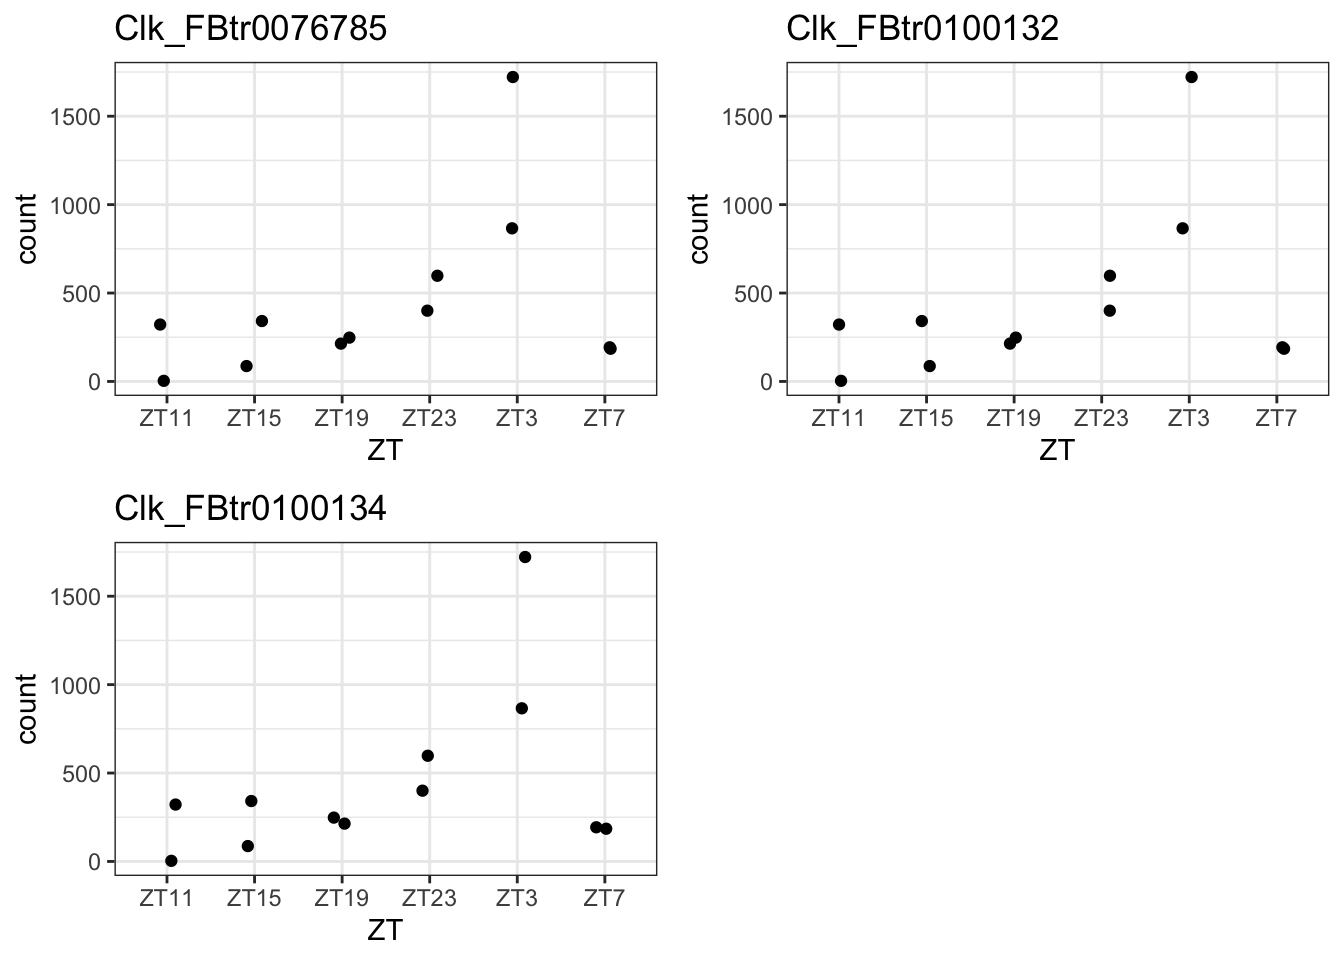 Clk_FBtr0076785
count
1500
1000
500
0
ZT11 ZT15 ZT19 ZT23 ZT3 ZT7
ZT
Clk_FBtr0100132
count
1500
1000
500
0
ZT11 ZT15 ZT19 ZT23 ZT3 ZT7
ZT
Clk_FBtr0100134
count
1500
1000
500
0
ZT11 ZT15 ZT19 ZT23 ZT3 ZT7
ZT